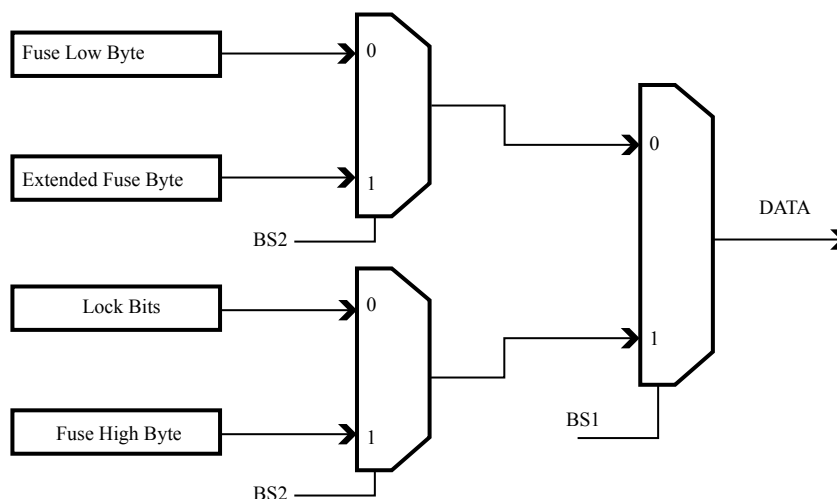 Fuse Low Byte
0
Extended Fuse Byte
1
BS2
0
DATA
Lock Bits
0
1
Fuse High Byte
1
BS1
BS2